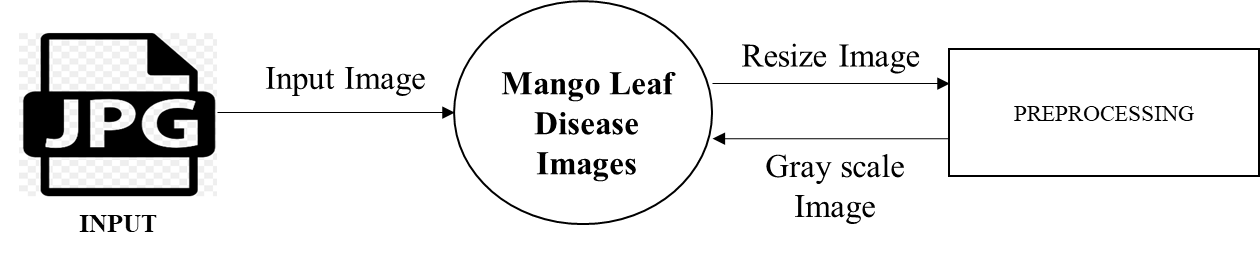 JPG
INPUT
Input Image
Mango Leaf
Disease
Images
Resize Image
Gray scale
Image
PREPROCESSING